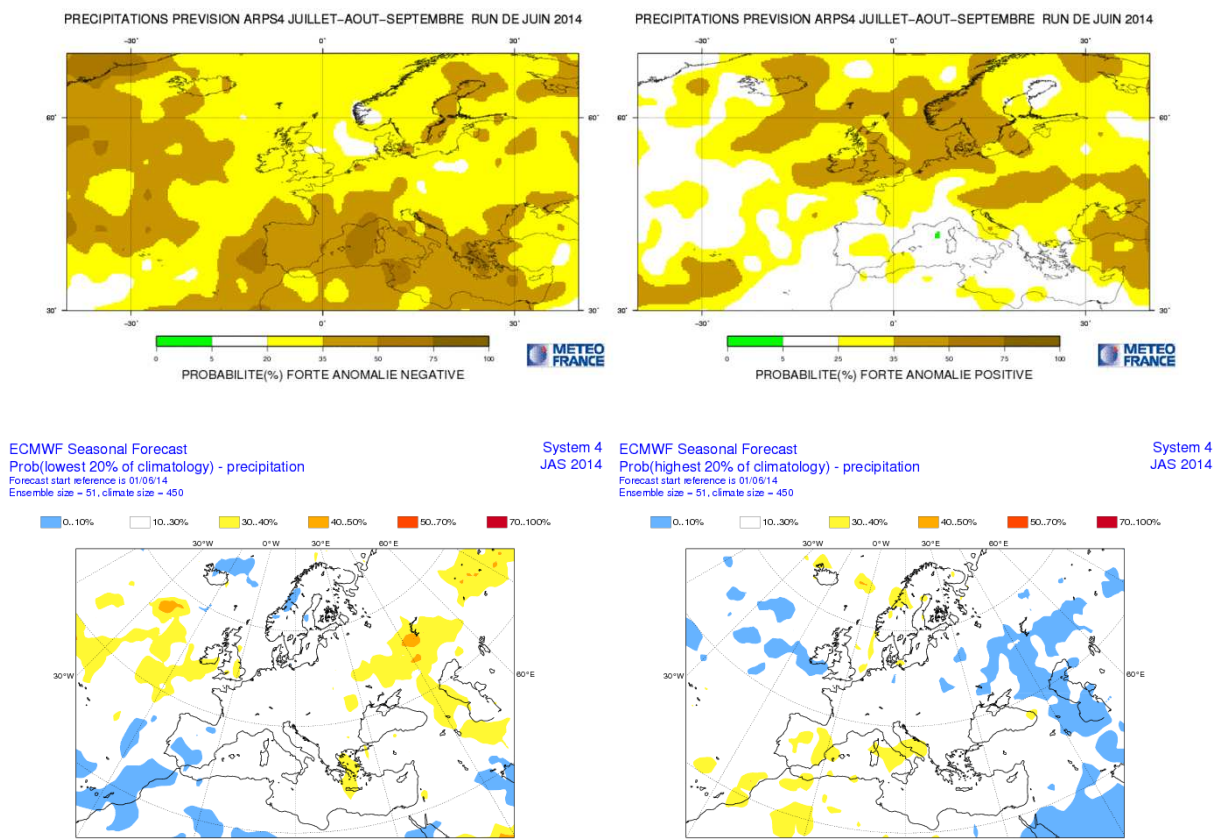 PRECIPITATIONS PREVISION ARPS4 JUILLET-AOUT-SEPTEMBRE RUN DE JUIN 2014
-30° 0° 30°
60° 60°
30° 30°
-30° 0° 30°
0 5 20 35 50 75 100
PROBABILITE(%) FORTE ANOMALIE NEGATIVE
METEO
FRANCE
PRECIPITATIONS PREVISION ARPS4 JUILLET-AOUT-SEPTEMBRE RUN DE JUIN 2014
-30° 0° 30°
60° 60°
30° 30°
-30° 0° 30°
0 5 25 35 50 75 100
PROBABILITE(%) FORTE ANOMALIE POSITIVE
METEO
FRANCE
ECMWF Seasonal Forecast
System 4
Prob(lowest 20% of climatology) - precipitation
JAS 2014
Forecast start reference is 01/06/14
Ensemble size = 51, climate size = 450
0..10% 10..30% 30..40% 40..50% 50..70% 70..100%
30°W 0°W 30°E 60°E
30°W 60°E
ECMWF Seasonal Forecast
System 4
Prob(highest 20% of climatology) - precipitation
JAS 2014
Forecast start reference is 01/06/14
Ensemble size = 51, climate size = 450
0..10% 10..30% 30..40% 40..50% 50..70% 70..100%
30°W 0°W 30°E 60°E
30°W 60°E